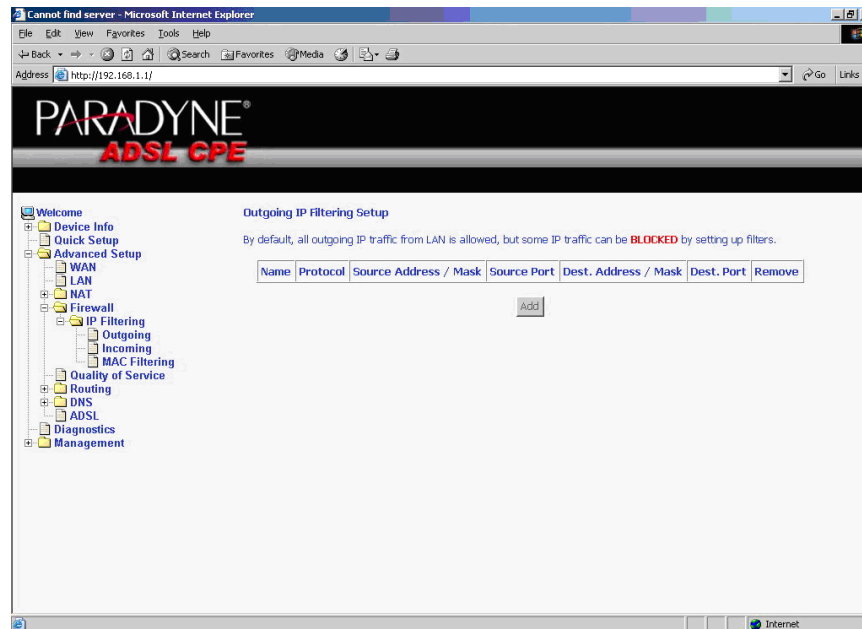 Cannot find server - Microsoft Internet Explorer
File Edit View Favorites Tools Help
Back Search Favorites Media
Address http://192.168.1.1/ Go Links
PARADYNE®
ADSL CPE
Welcome
Device Info
Quick Setup
Advanced Setup
WAN
LAN
NAT
Firewall
IP Filtering
Outgoing
Incoming
MAC Filtering
Quality of Service
Routing
DNS
ADSL
Diagnostics
Management
Outgoing IP Filtering Setup
By default, all outgoing IP traffic from LAN is allowed, but some IP traffic can be BLOCKED by setting up filters.
Name Protocol Source Address / Mask Source Port Dest. Address / Mask Dest. Port Remove
Add
Internet